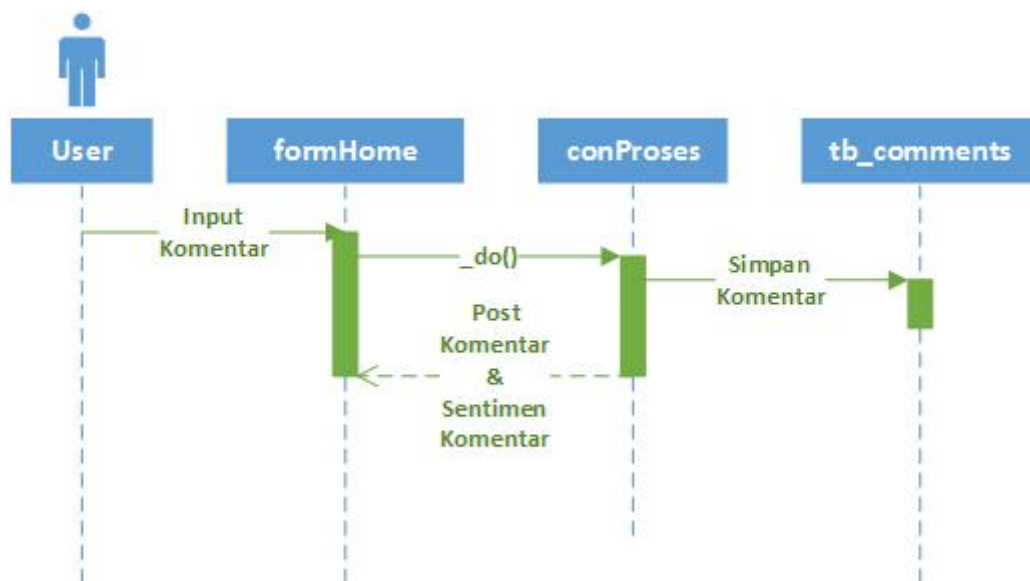 User
formHome
conProses
tb_comments
Input
Komentar
_do()
Simpan
Komentar
Post
Komentar
&
Sentimen
Komentar